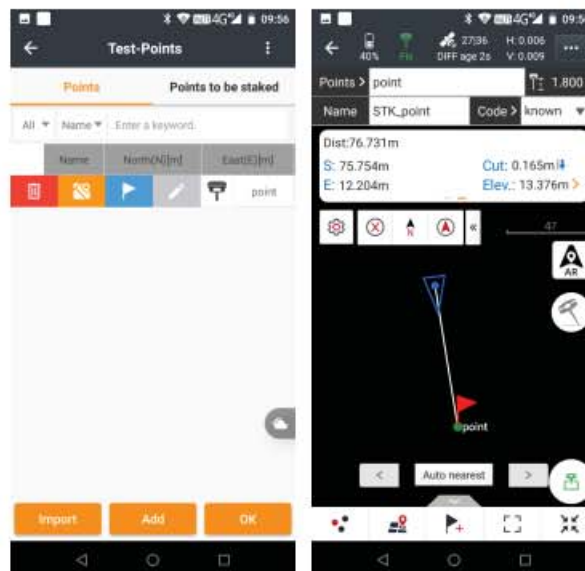 4G 09:56
Test-Points
Points
Points to be staked
All Name Enter a keyword.
Name North(N)[m] East(E)[m]
point
Import Add OK
4G 09:5
40% FIX 27/36 H: 0.006
DIFF age 2s V: 0.009
Points > point 1.800
Name STK_point Code > known
Dist:76.731m
S: 75.754m Cut: 0.165m
E: 12.204m Elev.: 13.376m >
N « 47
AR
point
< Auto nearest >